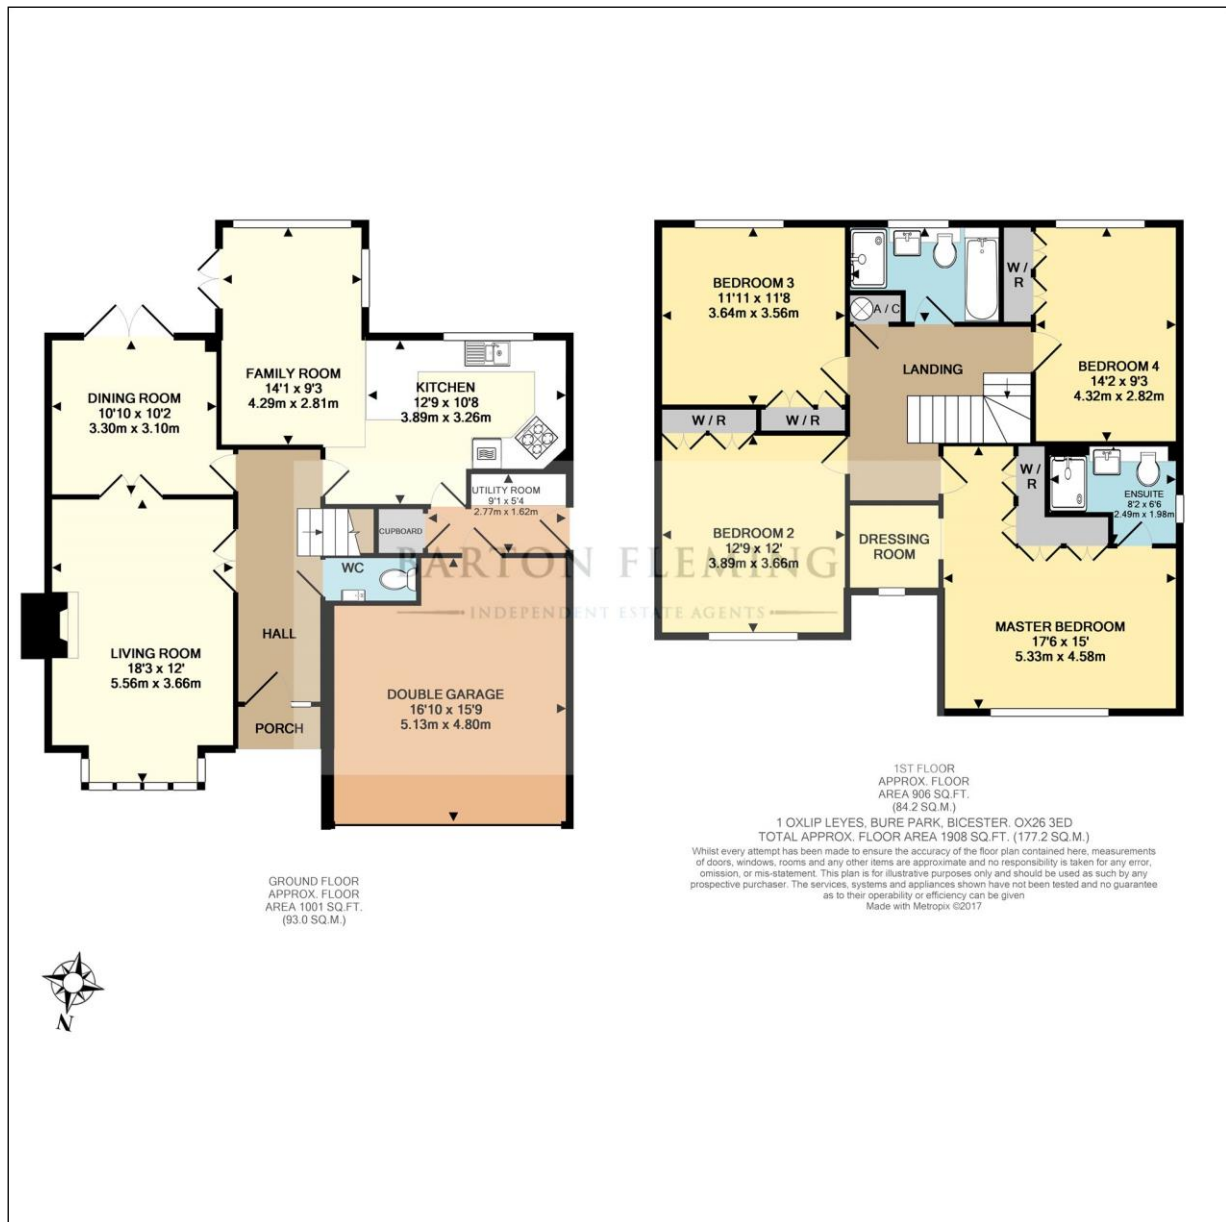 FAMILY ROOM
14'1 x 9'3
4.29m x 2.81m
KITCHEN
12'9 x 10'8
3.89m x 3.26m
DINING ROOM
10'10 x 10'2
3.30m x 3.10m
UTILITY ROOM
9'1 x 5'4
2.77m x 1.62m
CUPBOARD
WC
HALL
LIVING ROOM
18'3 x 12'
5.56m x 3.66m
PORCH
DOUBLE GARAGE
16'10 x 15'9
5.13m x 4.80m
GROUND FLOOR
APPROX. FLOOR
AREA 1001 SQ.FT.
(93.0 SQ.M.)
N
BARTON FLEMING
INDEPENDENT ESTATE AGENTS
BEDROOM 3
11'11 x 11'8
3.64m x 3.56m
A / C
W / R
LANDING
BEDROOM 4
14'2 x 9'3
4.32m x 2.82m
W / R
W / R
W / R
ENSUITE
8'2 x 6'6
2.49m x 1.98m
BEDROOM 2
12'9 x 12'
3.89m x 3.66m
DRESSING
ROOM
MASTER BEDROOM
17'6 x 15'
5.33m x 4.58m
1ST FLOOR
APPROX. FLOOR
AREA 906 SQ.FT.
(84.2 SQ.M.)
1 OXLIP LEYES, BURE PARK, BICESTER. OX26 3ED
TOTAL APPROX. FLOOR AREA 1908 SQ.FT. (177.2 SQ.M.)
Whilst every attempt has been made to ensure the accuracy of the floor plan contained here, measurements
of doors, windows, rooms and any other items are approximate and no responsibility is taken for any error,
omission, or mis-statement. This plan is for illustrative purposes only and should be used as such by any
prospective purchaser. The services, systems and appliances shown have not been tested and no guarantee
as to their operability or efficiency can be given
Made with Metropix ©2017